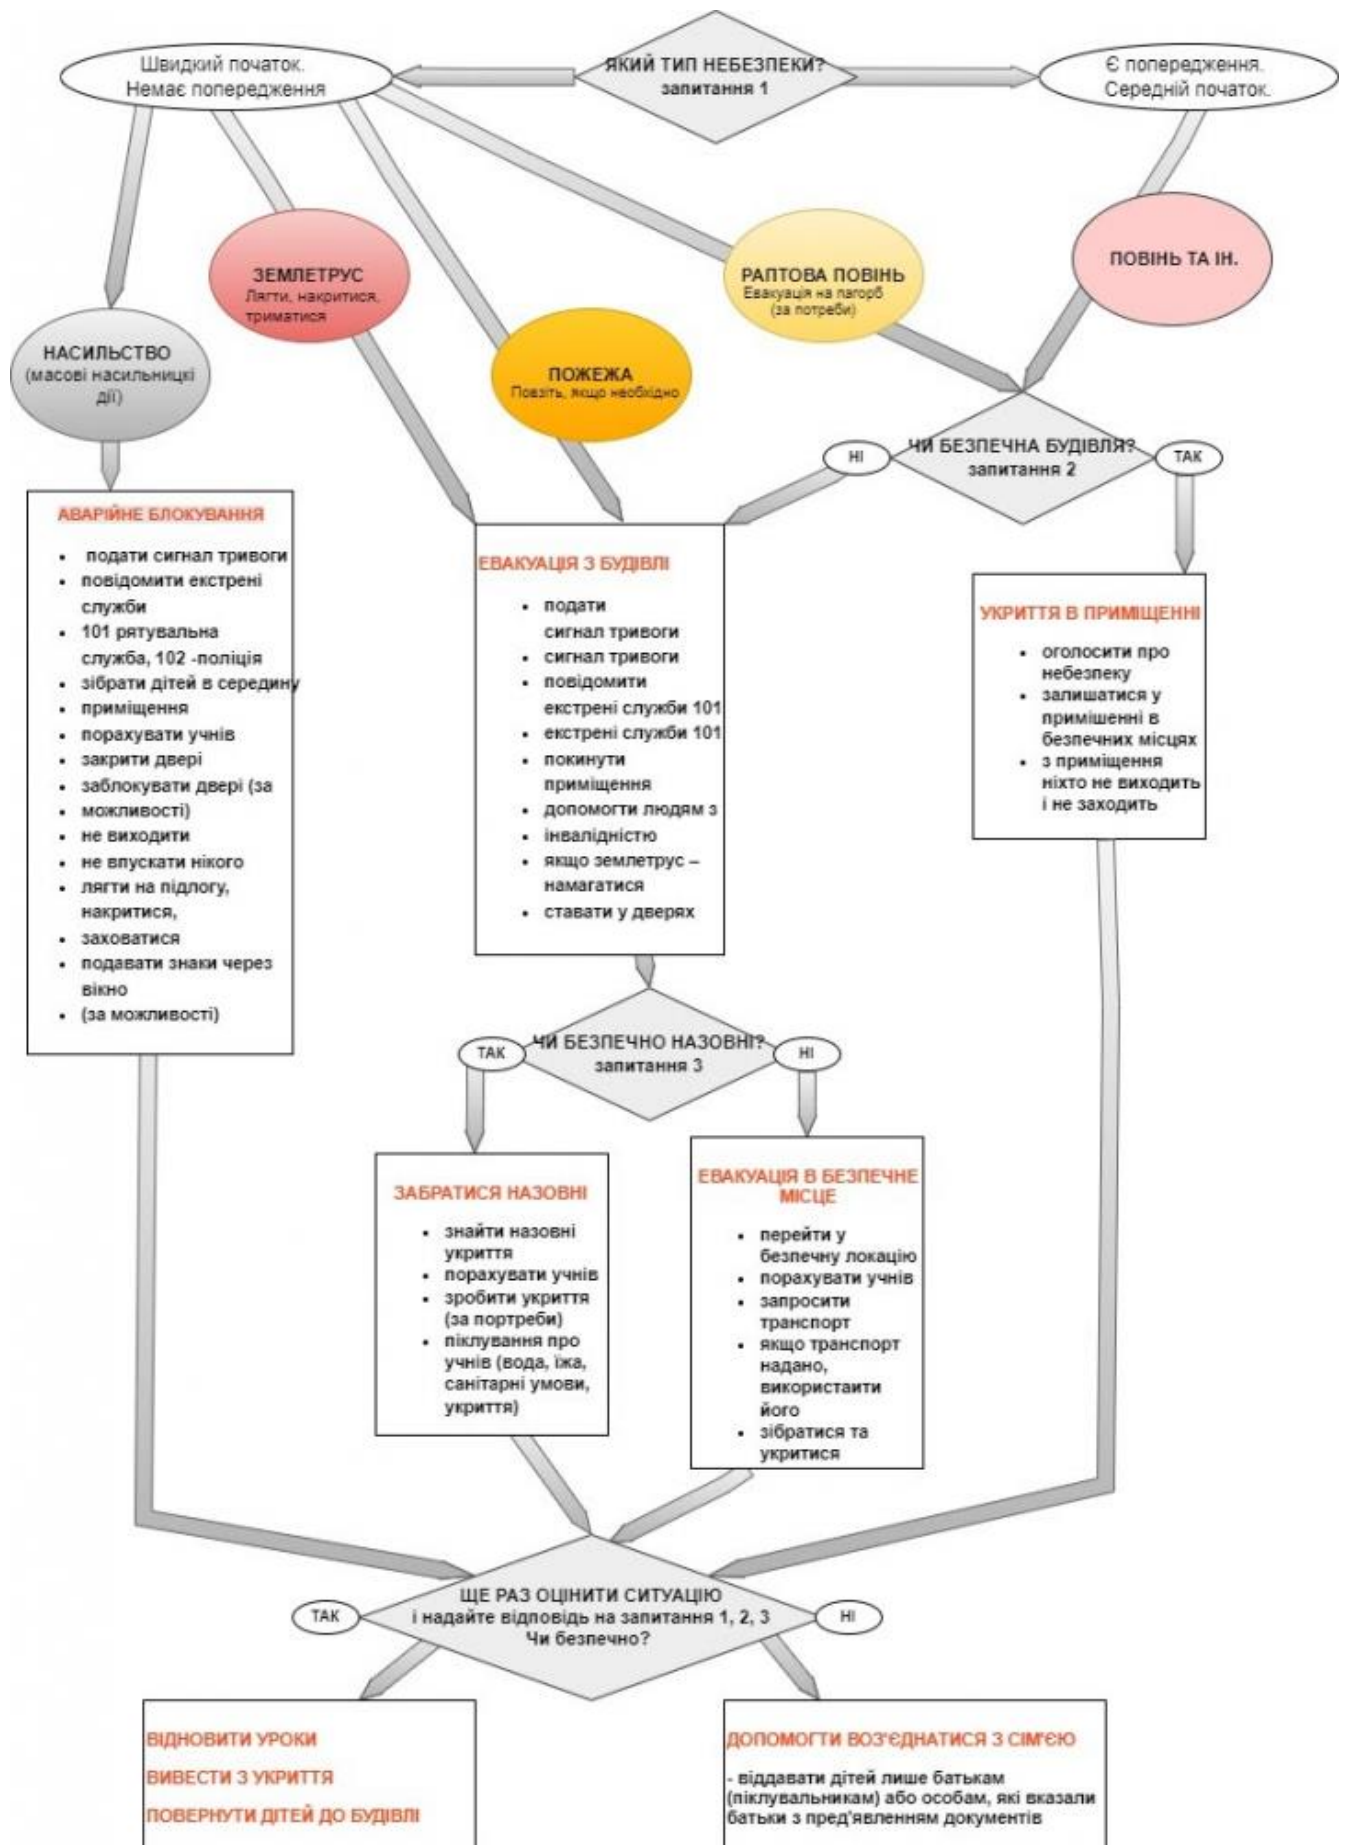 ЯКИЙ ТИП НЕБЕЗПЕКИ?
запитання 1
Швидкий початок.
Немає попередження
Є попередження.
Середній початок.
ЗЕМЛЕТРУС
Лягти, накритися,
триматися
РАПТОВА ПОВІНЬ
Евакуація на пагорб
(за потреби)
ПОВІНЬ ТА ІН.
НАСИЛЬСТВО
(масові насильницкі
дії)
ПОЖЕЖА
Повзіть, якщо необхідно
ЧИ БЕЗПЕЧНА БУДІВЛЯ?
запитання 2
НІ
ТАК
АВАРІЙНЕ БЛОКУВАННЯ
• подати сигнал тривоги
• повідомити екстрені
служби
• 101 рятувальна
служба, 102 -поліція
• зібрати дітей в середину
• приміщення
• порахувати учнів
• закрити двері
• заблокувати двері (за
• можливості)
• не виходити
• не впускати нікого
• лягти на підлогу,
накритися,
• заховатися
• подавати знаки через
вікно
• (за можливості)
ЕВАКУАЦІЯ З БУДІВЛІ
• подати
сигнал тривоги
• сигнал тривоги
• повідомити
екстрені служби 101
• екстрені служби 101
• покинути
приміщення
• допомогти людям з
• інвалідністю
• якщо землетрус –
намагатися
• ставати у дверях
УКРИТТЯ В ПРИМІЩЕННІ
• оголосити про
небезпеку
• залишатися у
примішенні в
безпечних місцях
• з приміщення
ніхто не виходить
і не заходить
ЧИ БЕЗПЕЧНО НАЗОВНІ?
запитання 3
ТАК
НІ
ЗАБРАТИСЯ НАЗОВНІ
• знайти назовні
укриття
• порахувати учнів
• зробити укриття
(за портреби)
• піклування про
учнів (вода, їжа,
санітарні умови,
укриття)
ЕВАКУАЦІЯ В БЕЗПЕЧНЕ
МІСЦЕ
• перейти у
безпечну локацію
• порахувати учнів
• запросити
транспорт
• якщо транспорт
надано,
використаити
його
• зібратися та
укритися
ЩЕ РАЗ ОЦІНИТИ СИТУАЦІЮ
і надайте відповідь на запитання 1, 2, 3
Чи безпечно?
ТАК
НІ
ВІДНОВИТИ УРОКИ
ВИВЕСТИ З УКРИТТЯ
ПОВЕРНУТИ ДІТЕЙ ДО БУДІВЛІ
ДОПОМОГТИ ВОЗ'ЄДНАТИСЯ З СІМ'ЄЮ
- віддавати дітей лише батькам
(піклувальникам) або особам, які вказали
батьки з пред'явленням документів